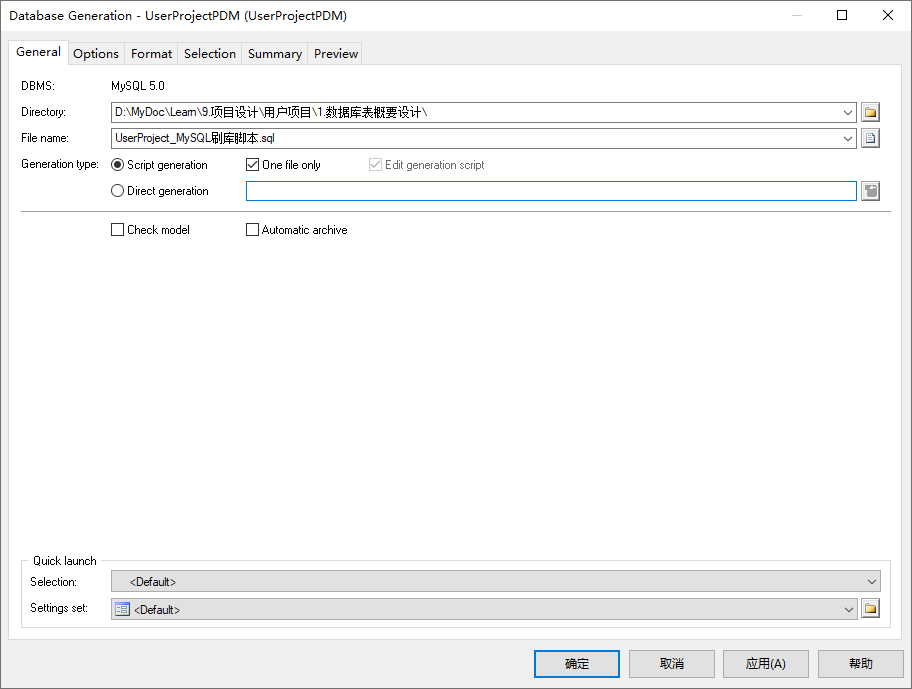 Database Generation - UserProjectPDM (UserProjectPDM)
General Options Format Selection Summary Preview
DBMS: MySQL 5.0
Directory: D:\MyDoc\Learn\9.项目设计\用户项目\1.数据库表概要设计\
File name: UserProject_MySQL刷库脚本.sql
Generation type: Script generation One file only Edit generation script
Direct generation
Check model Automatic archive
Quick launch
Selection: <Default>
Settings set: <Default>
确定 取消 应用(A) 帮助